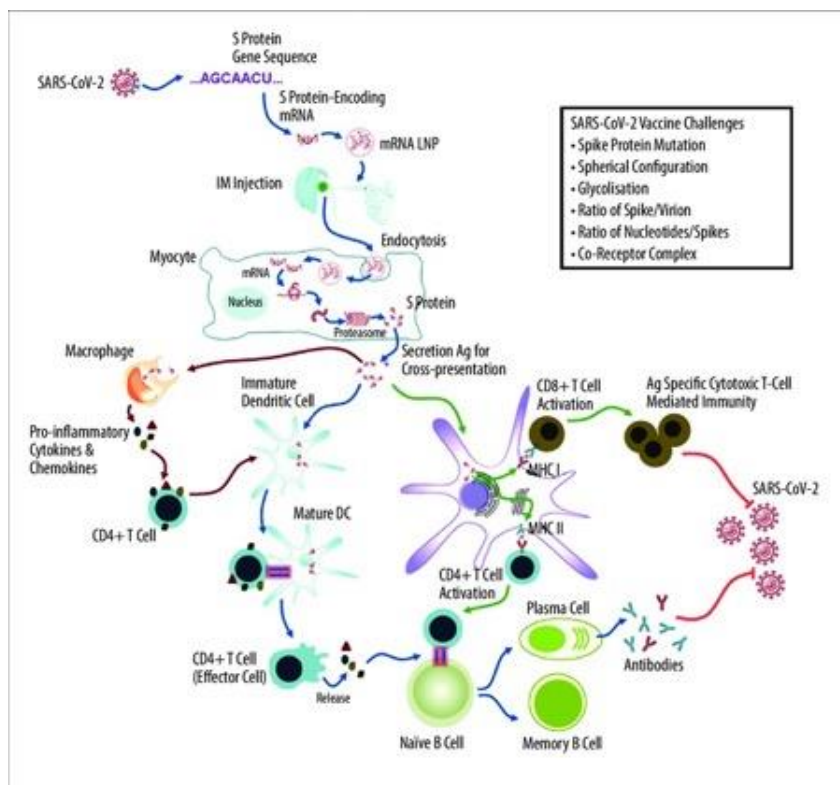 S Protein
Gene Sequence
SARS-CoV-2
...AGCAACU...
S Protein-Encoding
mRNA
mRNA LNP
IM Injection
SARS-CoV-2 Vaccine Challenges
• Spike Protein Mutation
• Spherical Configuration
• Glycolisation
• Ratio of Spike/Virion
• Ratio of Nucleotides/Spikes
• Co-Receptor Complex
Endocytosis
Myocyte
mRNA
Nucleus
S Protein
Proteasome
Macrophage
Secretion Ag for
Cross-presentation
Immature
Dendritic Cell
CD8+ T Cell
Activation
Ag Specific Cytotoxic T-Cell
Mediated Immunity
Pro-inflammatory
Cytokines &
Chemokines
MHC I
SARS-CoV-2
CD4+ T Cell
Mature DC
MHC II
CD4+ T Cell
Activation
Plasma Cell
Antibodies
CD4+ T Cell
(Effector Cell)
Release
Naïve B Cell
Memory B Cell